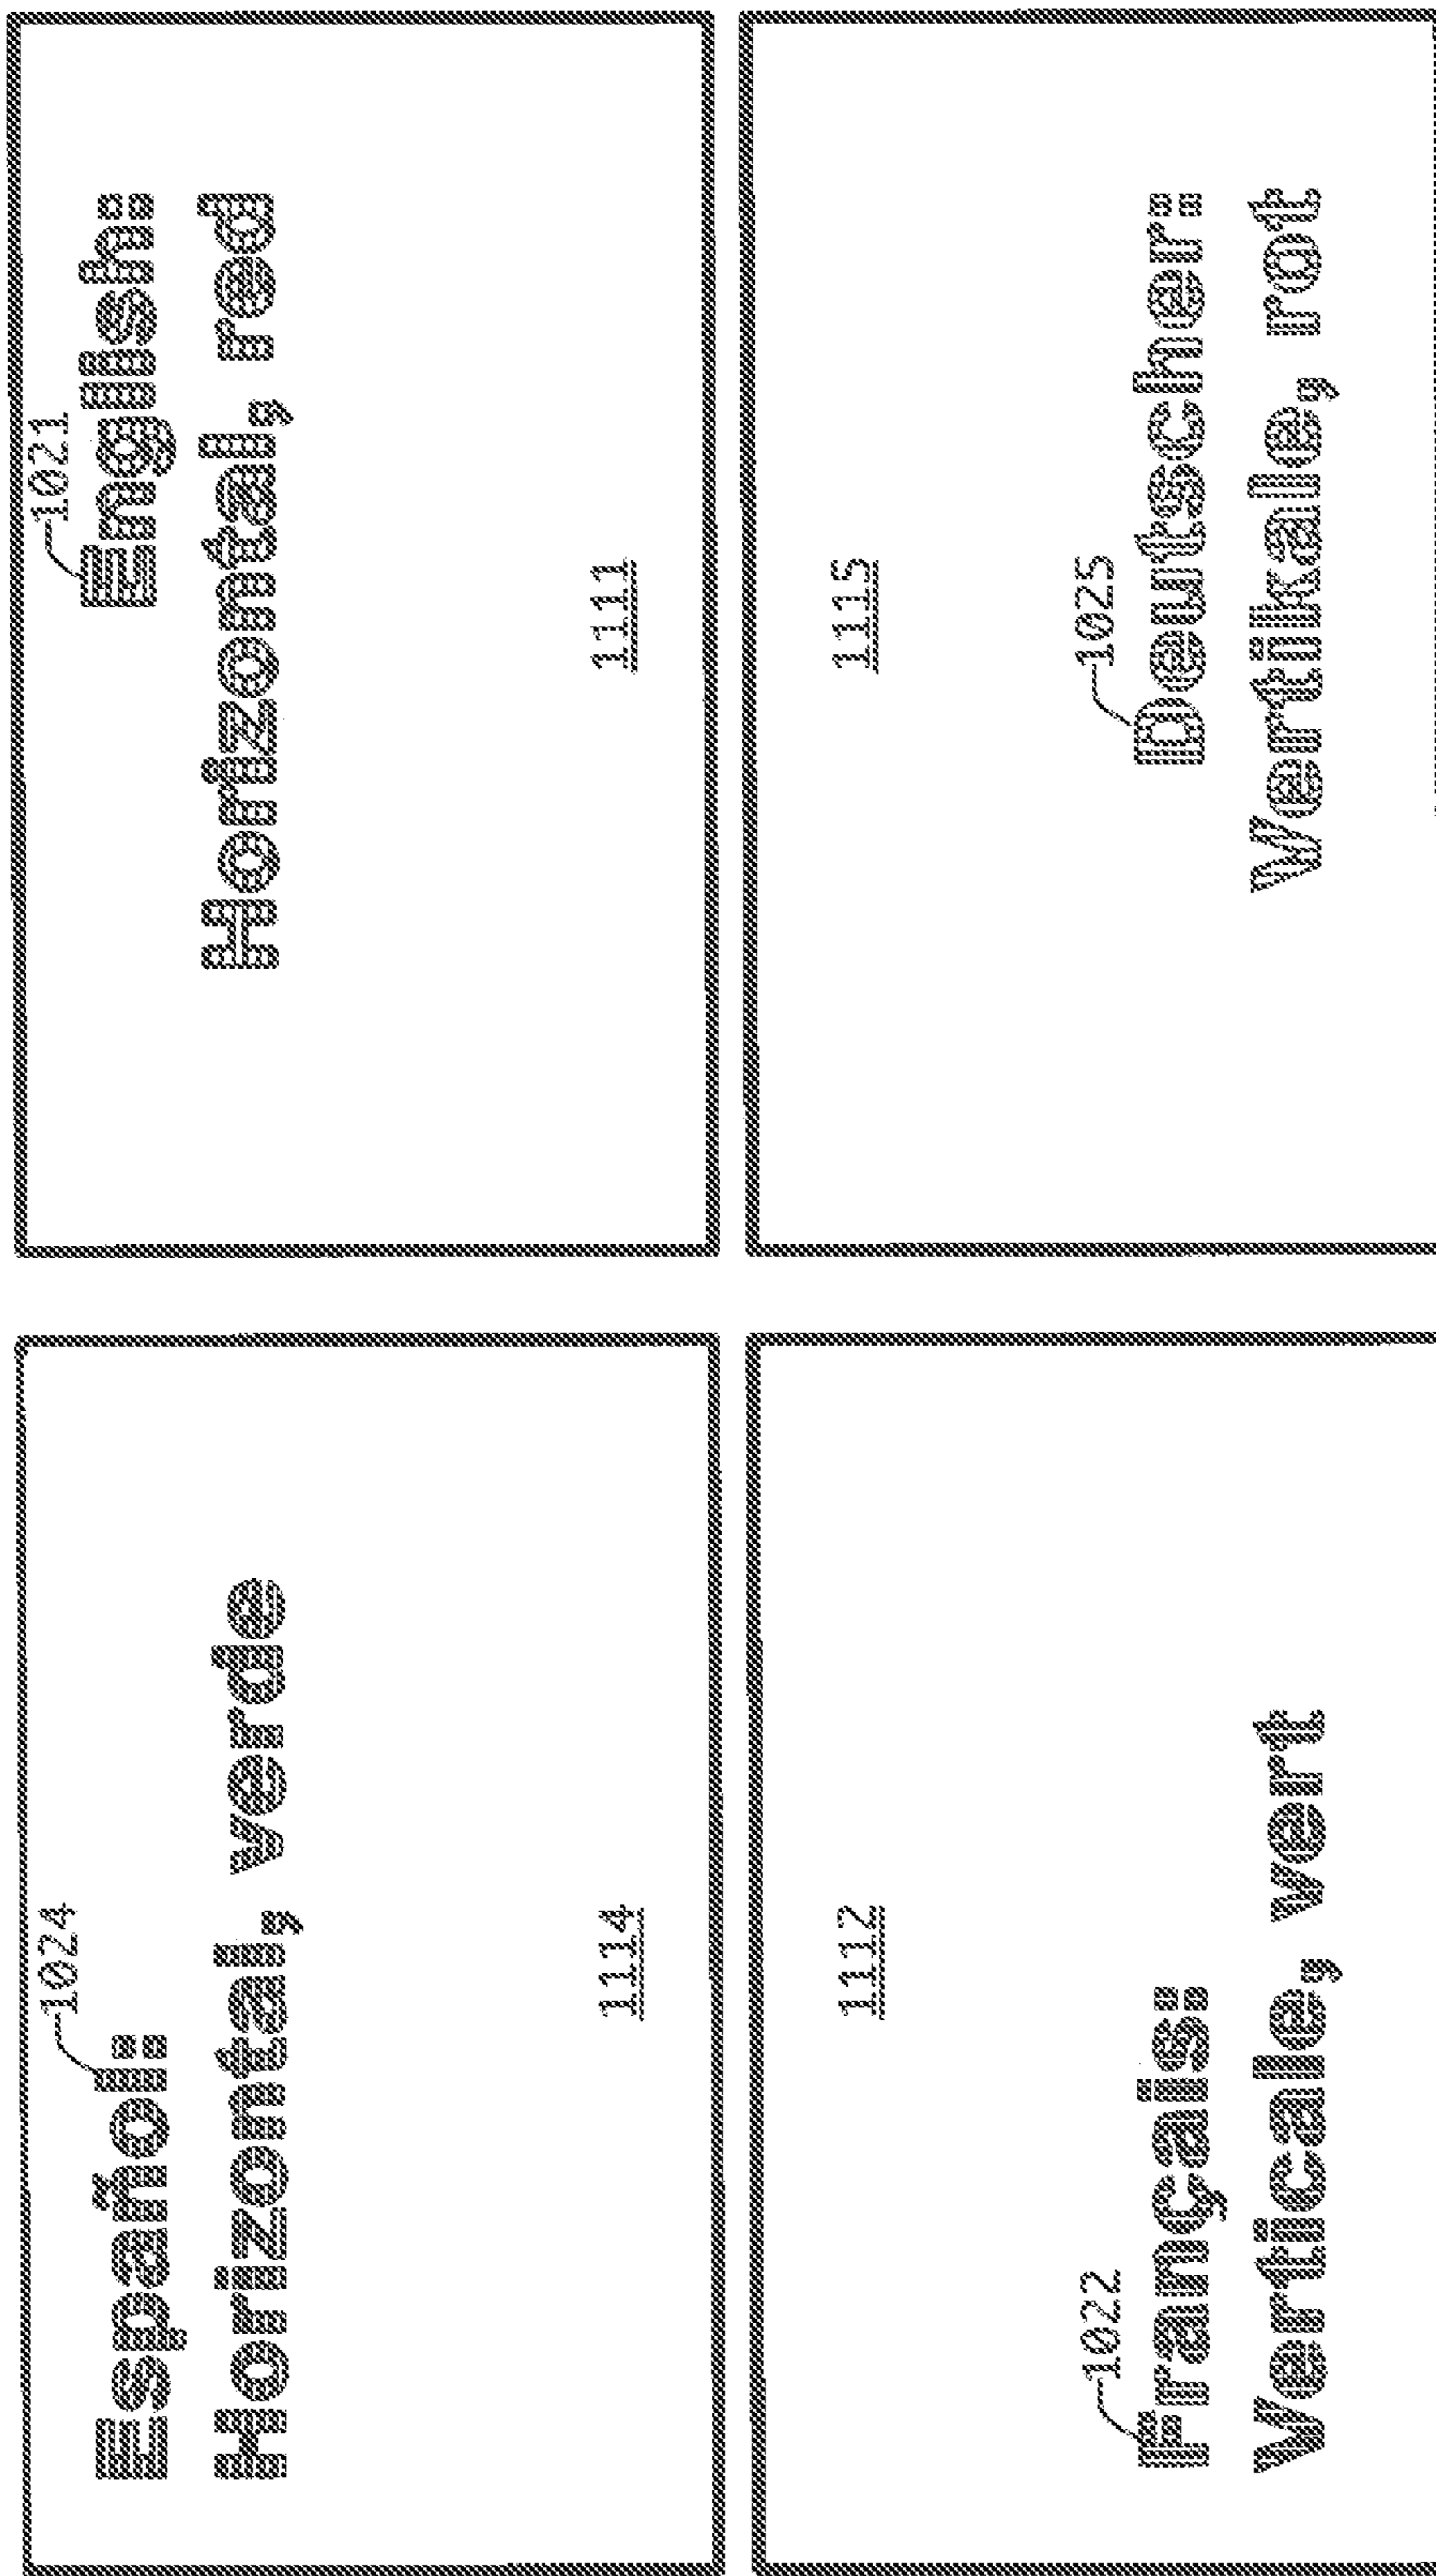 1024
Español:
Horizontal, verde
1114
1021
English:
Horizontal, red
1111
1112
1022
Français:
Verticale, vert
1115
1025
Deutscher:
Vertikale, rot